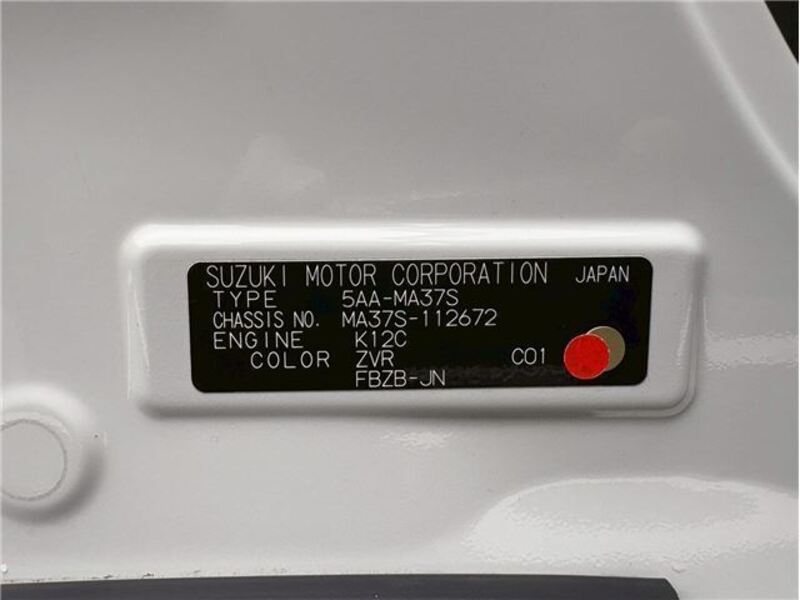 SUZUKI MOTOR CORPORATION JAPAN
TYPE 5AA-MA37S
CHASSIS NO. MA37S-112672
ENGINE K12C
COLOR ZVR C01
FBZB-JN